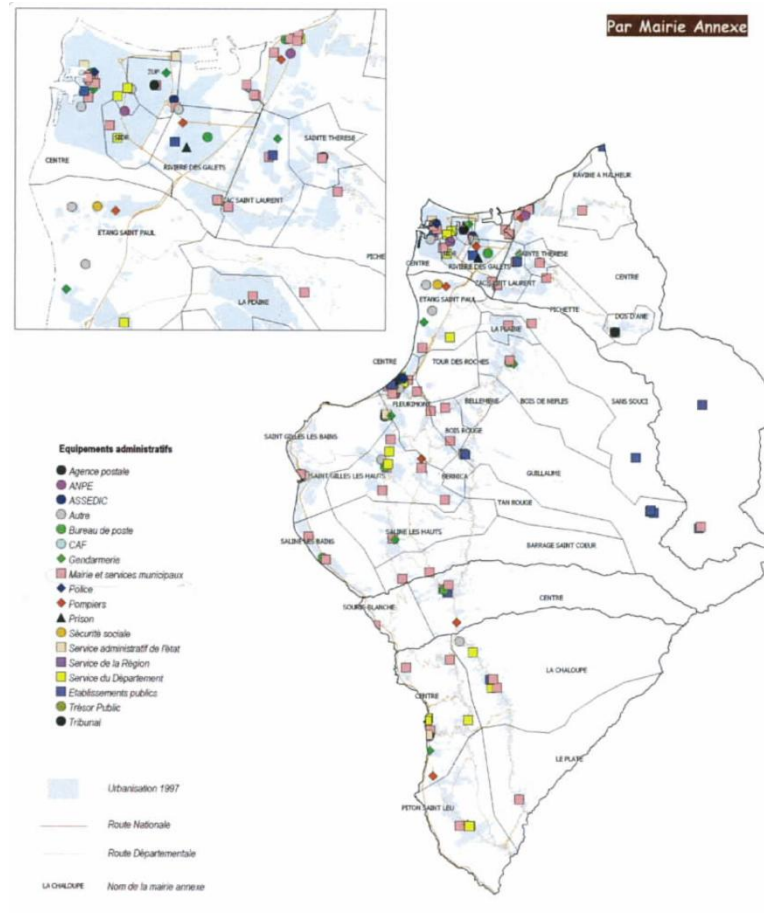 Par Mairie Annexe
ZUP
SIDR
CENTRE
RIVIERE DES GALETS
SAINTE THERESE
CAC SAINT LAURENT
ETANG SAINT PAUL
PICHE
LA PLAINE
RAVINE A MALHEUR
CENTRE
RIVIERE DES GALETS
SAINTE THERESE
CENTRE
CAC SAINT LAURENT
ETANG SAINT PAUL
PICHETTE
DOS D'ANE
LA PLAINE
CENTRE
TOUR DES ROCHES
FLEURIMONT
BELLEMENE
BOIS DE NEFLES
SANS SOUCI
SAINT GILLES LES BAINS
BOIS ROUGE
SAINT GILLES LES HAUTS
BERNICA
GUILLAUME
TAN ROUGE
SALINE LES BAINS
SALINE LES HAUTS
BARRAGE SAINT COEUR
SOURIS BLANCHE
CENTRE
LA CHALOUPE
CENTRE
LE PLATE
PITON SAINT LEU
Equipements administratifs
Agence postale
ANPE
ASSEDIC
Autre
Bureau de poste
CAF
Gendarmerie
Mairie et services municipaux
Police
Pompiers
Prison
Sécurité sociale
Service administratif de l'état
Service de la Région
Service du Département
Etablissements publics
Trésor Public
Tribunal
Urbanisation 1997
Route Nationale
Route Départementale
LA CHALOUPE Nom de la mairie annexe